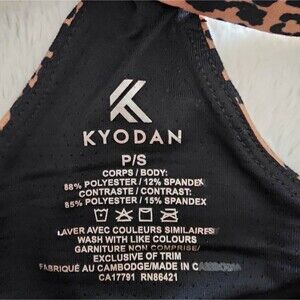 KYODAN
P/S
CORPS / BODY:
88% POLYESTER / 12% SPANDEX
CONTRASTE / CONTRAST:
85% POLYESTER / 15% SPANDEX
LAVER AVEC COULEURS SIMILAIRES
WASH WITH LIKE COLOURS
GARNITURE NON COMPRISE/
EXCLUSIVE OF TRIM
FABRIQUÉ AU CAMBODGE/MADE IN CAMBODIA
CA17791 RN86421